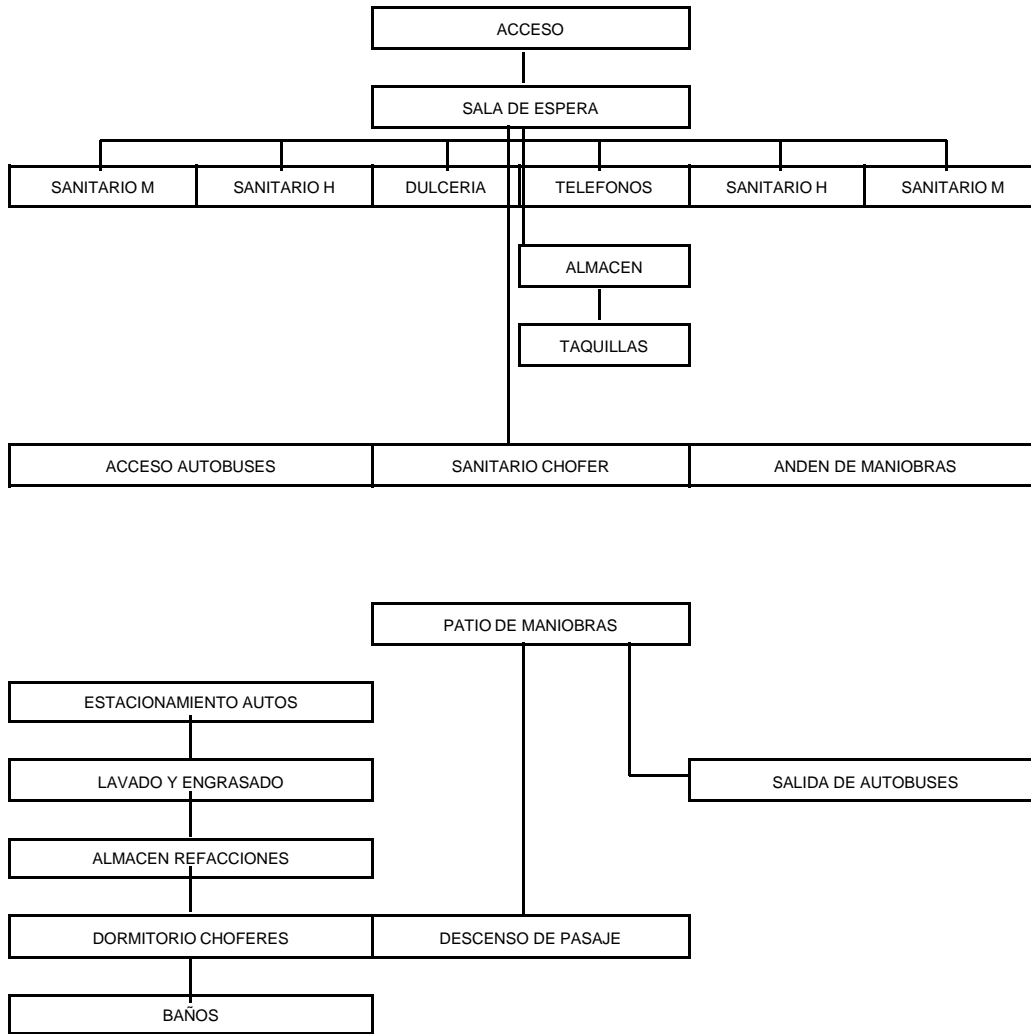 ACCESO
SALA DE ESPERA
SANITARIO M
SANITARIO H
DULCERIA
TELEFONOS
SANITARIO H
SANITARIO M
ALMACEN
TAQUILLAS
ACCESO AUTOBUSES
SANITARIO CHOFER
ANDEN DE MANIOBRAS
PATIO DE MANIOBRAS
ESTACIONAMIENTO AUTOS
LAVADO Y ENGRASADO
SALIDA DE AUTOBUSES
ALMACEN REFACCIONES
DORMITORIO CHOFERES
DESCENSO DE PASAJE
BAÑOS